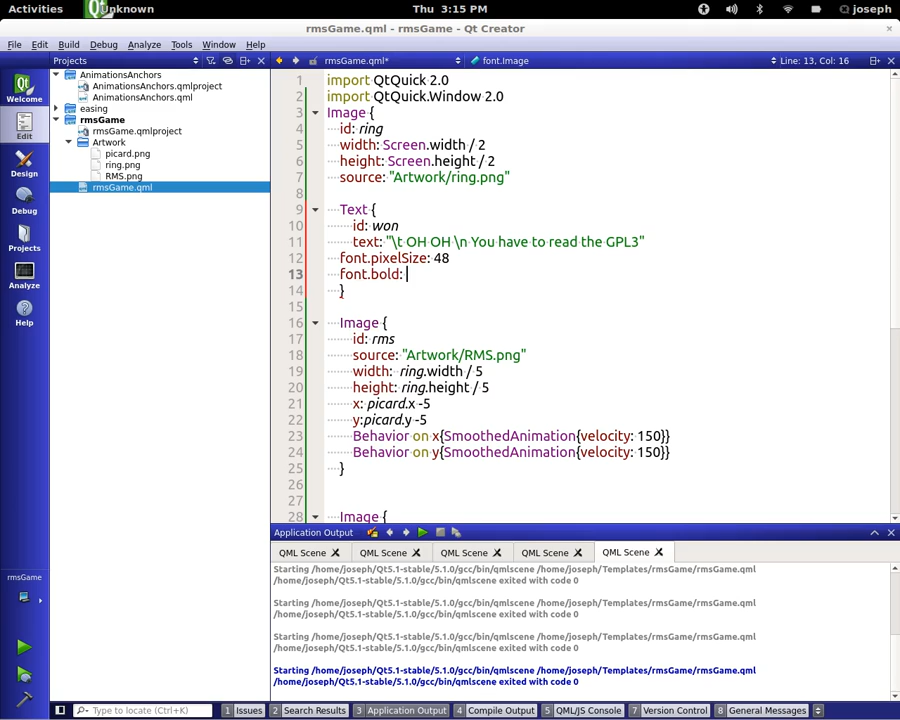 Activities Unknown Thu 3:15 PM joseph
rmsGame.qml - rmsGame - Qt Creator
File Edit Build Debug Analyze Tools Window Help
Projects rmsGame.qml* font.Image Line: 13, Col: 16
Welcome
Edit
Design
Debug
Projects
Analyze
Help
rmsGame
AnimationsAnchors
AnimationsAnchors.qmlproject
AnimationsAnchors.qml
easing
rmsGame
rmsGame.qmlproject
Artwork
picard.png
ring.png
RMS.png
rmsGame.qml
1 import QtQuick 2.0
2 import QtQuick.Window 2.0
3 Image {
4 id: ring
5 width: Screen.width / 2
6 height: Screen.height / 2
7 source: "Artwork/ring.png"
8
9 Text {
10 id: won
11 text: "\t OH OH \n You have to read the GPL3"
12 font.pixelSize: 48
13 font.bold:
14 }
15
16 Image {
17 id: rms
18 source: "Artwork/RMS.png"
19 width: ring.width / 5
20 height: ring.height / 5
21 x: picard.x -5
22 y:picard.y -5
23 Behavior on x{SmoothedAnimation{velocity: 150}}
24 Behavior on y{SmoothedAnimation{velocity: 150}}
25 }
26
27
28 Image {
Application Output
QML Scene QML Scene QML Scene QML Scene QML Scene
Starting /home/joseph/Qt5.1-stable/5.1.0/gcc/bin/qmlscene /home/joseph/Templates/rmsGame/rmsGame.qml
/home/joseph/Qt5.1-stable/5.1.0/gcc/bin/qmlscene exited with code 0
Starting /home/joseph/Qt5.1-stable/5.1.0/gcc/bin/qmlscene /home/joseph/Templates/rmsGame/rmsGame.qml
/home/joseph/Qt5.1-stable/5.1.0/gcc/bin/qmlscene exited with code 0
Starting /home/joseph/Qt5.1-stable/5.1.0/gcc/bin/qmlscene /home/joseph/Templates/rmsGame/rmsGame.qml
/home/joseph/Qt5.1-stable/5.1.0/gcc/bin/qmlscene exited with code 0
Starting /home/joseph/Qt5.1-stable/5.1.0/gcc/bin/qmlscene /home/joseph/Templates/rmsGame/rmsGame.qml
/home/joseph/Qt5.1-stable/5.1.0/gcc/bin/qmlscene exited with code 0
Type to locate (Ctrl+K) 1 Issues 2 Search Results 3 Application Output 4 Compile Output 5 QML/JS Console 7 Version Control 8 General Messages